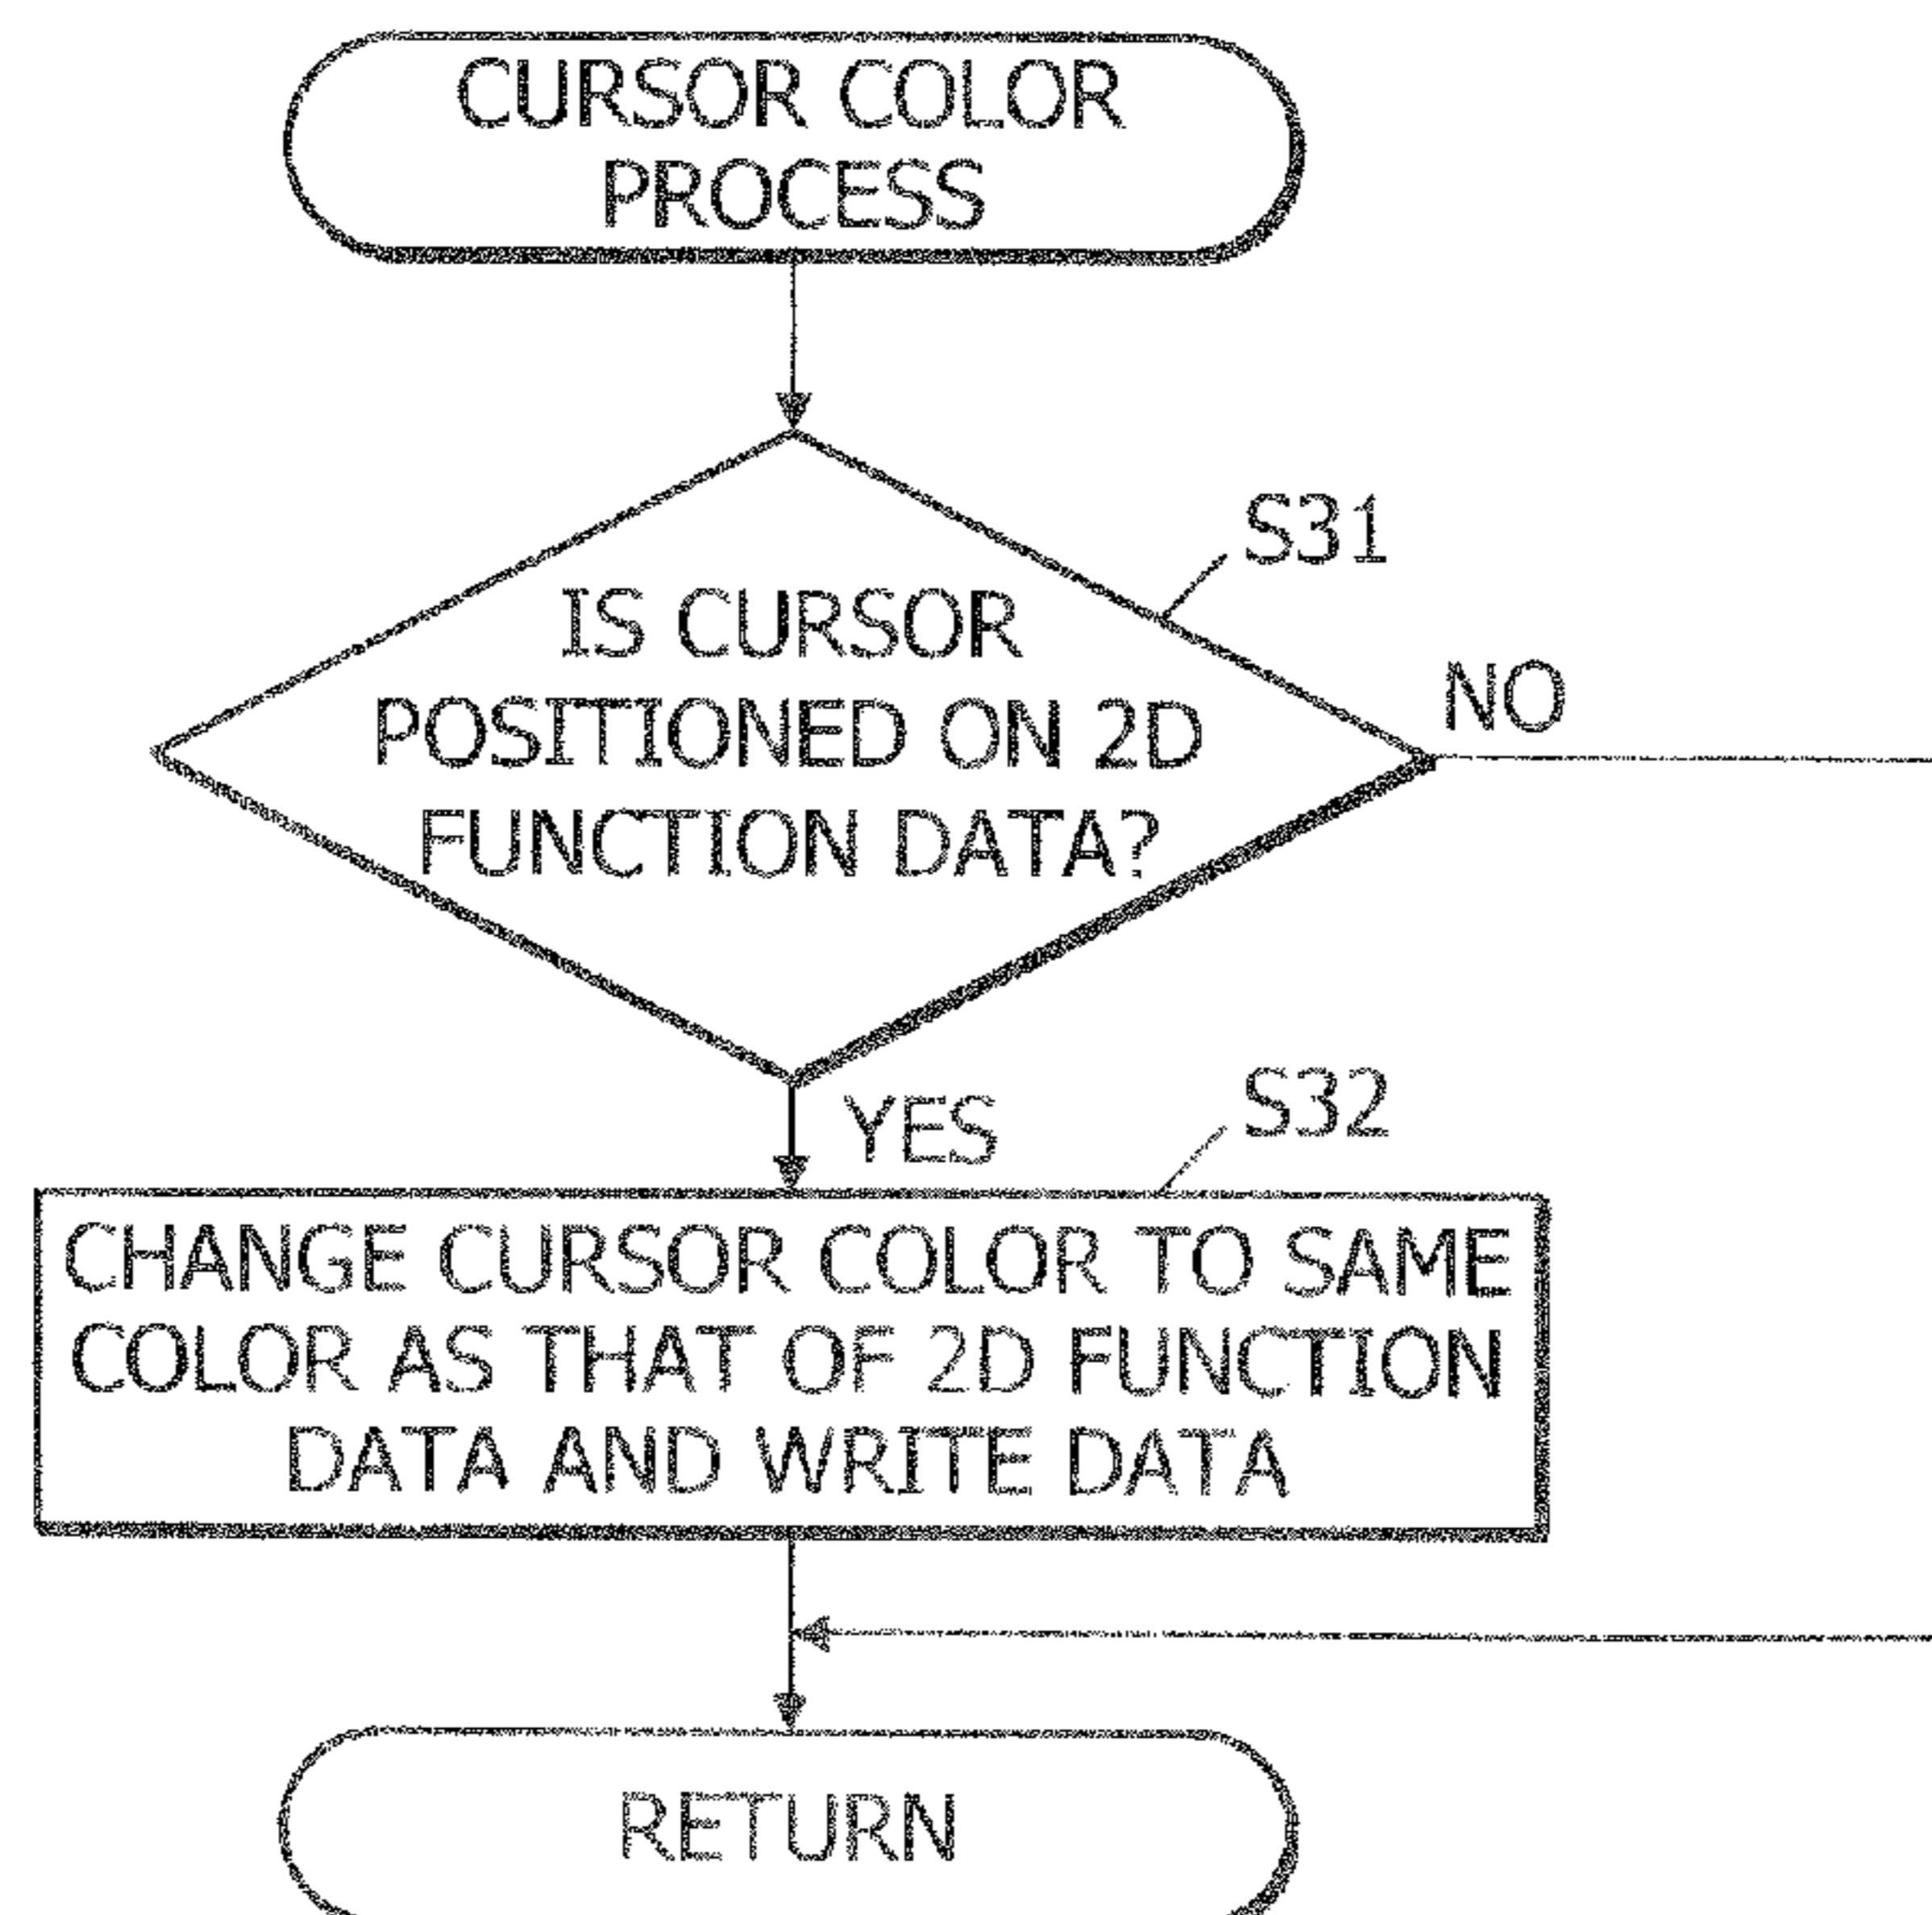 CURSOR COLOR
PROCESS
S31
IS CURSOR
POSITIONED ON 2D
FUNCTION DATA?
NO
YES
S32
CHANGE CURSOR COLOR TO SAME
COLOR AS THAT OF 2D FUNCTION
DATA AND WRITE DATA
RETURN